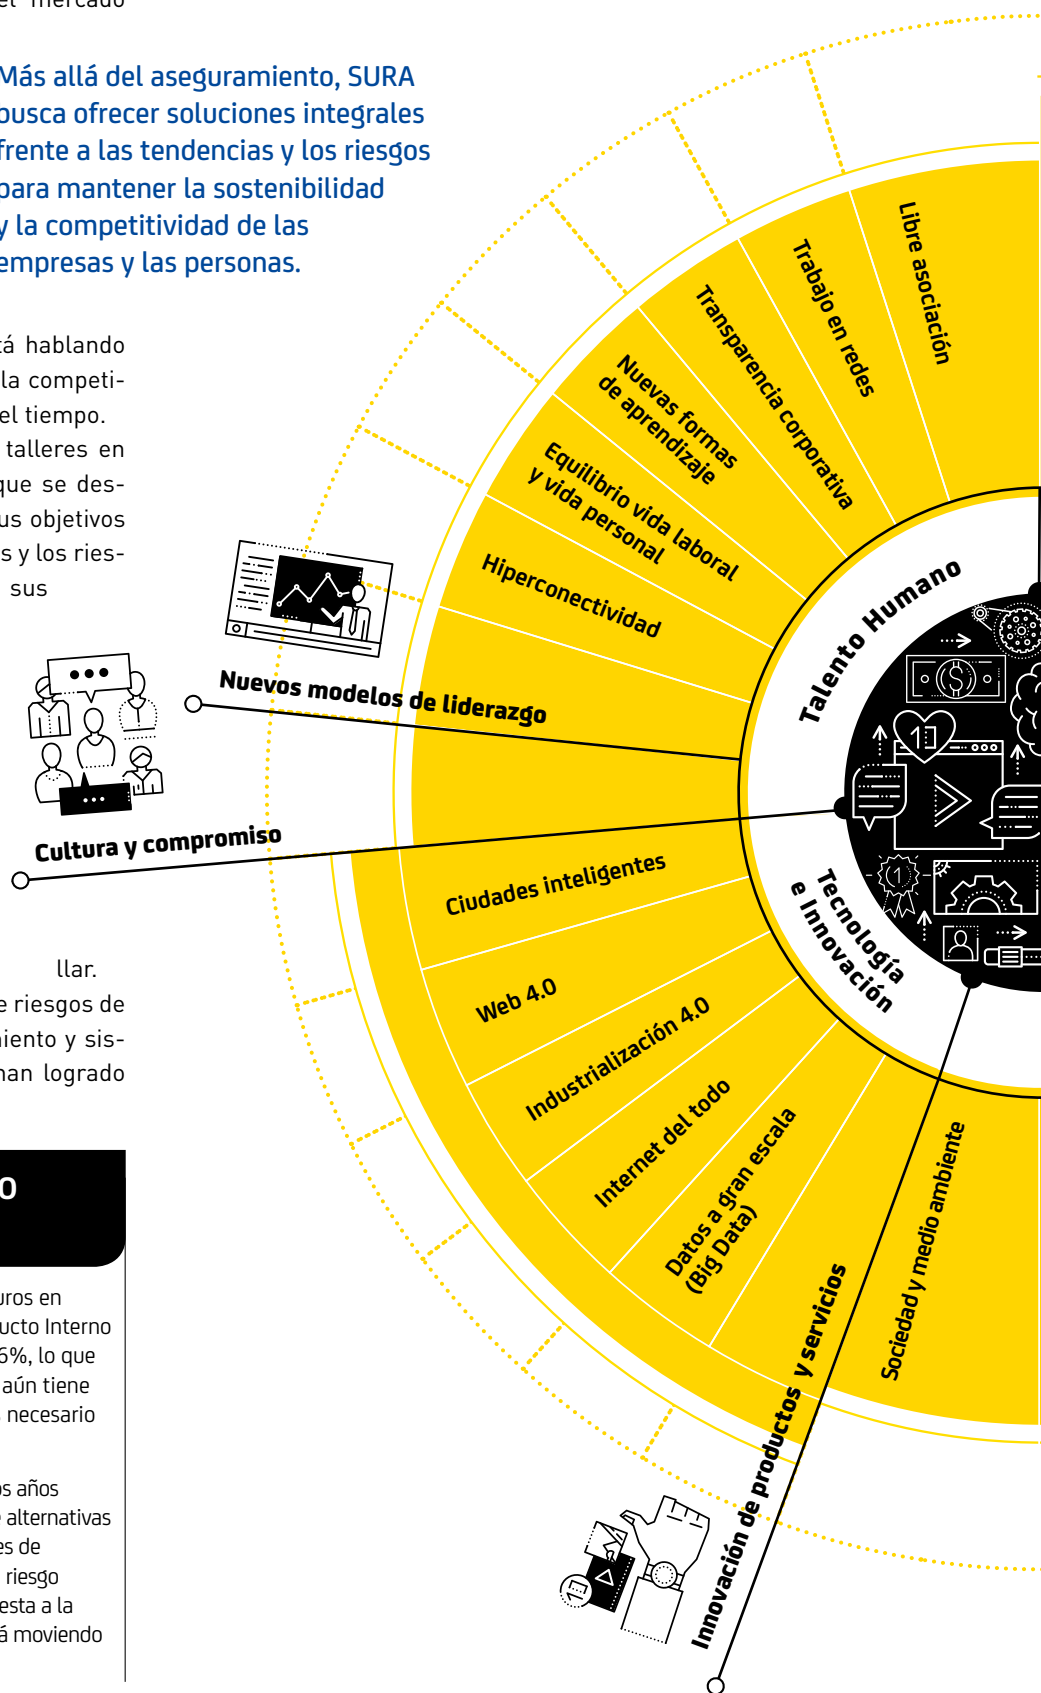 el mercado
Más allá del aseguramiento, SURA
busca ofrecer soluciones integrales
frente a las tendencias y los riesgos
para mantener la sostenibilidad
y la competitividad de las
empresas y las personas.
tá hablando
la competi-
el tiempo.
talleres en
que se des-
us objetivos
s y los ries-
sus
llar.
e riesgos de
niento y sis-
han logrado
O
uros en
ucto Interno
6%, lo que
aún tiene
s necesario
os años
e alternativas
es de
riesgo
esta a la
á moviendo
Libre asociación
Trabajo en redes
Transparencia corporativa
Nuevas formas
de aprendizaje
Equilibrio vida laboral
y vida personal
Hiperconectividad
Nuevos modelos de liderazgo
Cultura y compromiso
Talento Humano
Tecnología
e Innovación
Ciudades inteligentes
Web 4.0
Industrialización 4.0
Internet del todo
Datos a gran escala
(Big Data)
Innovación de productos y servicios
Sociedad y medio ambiente